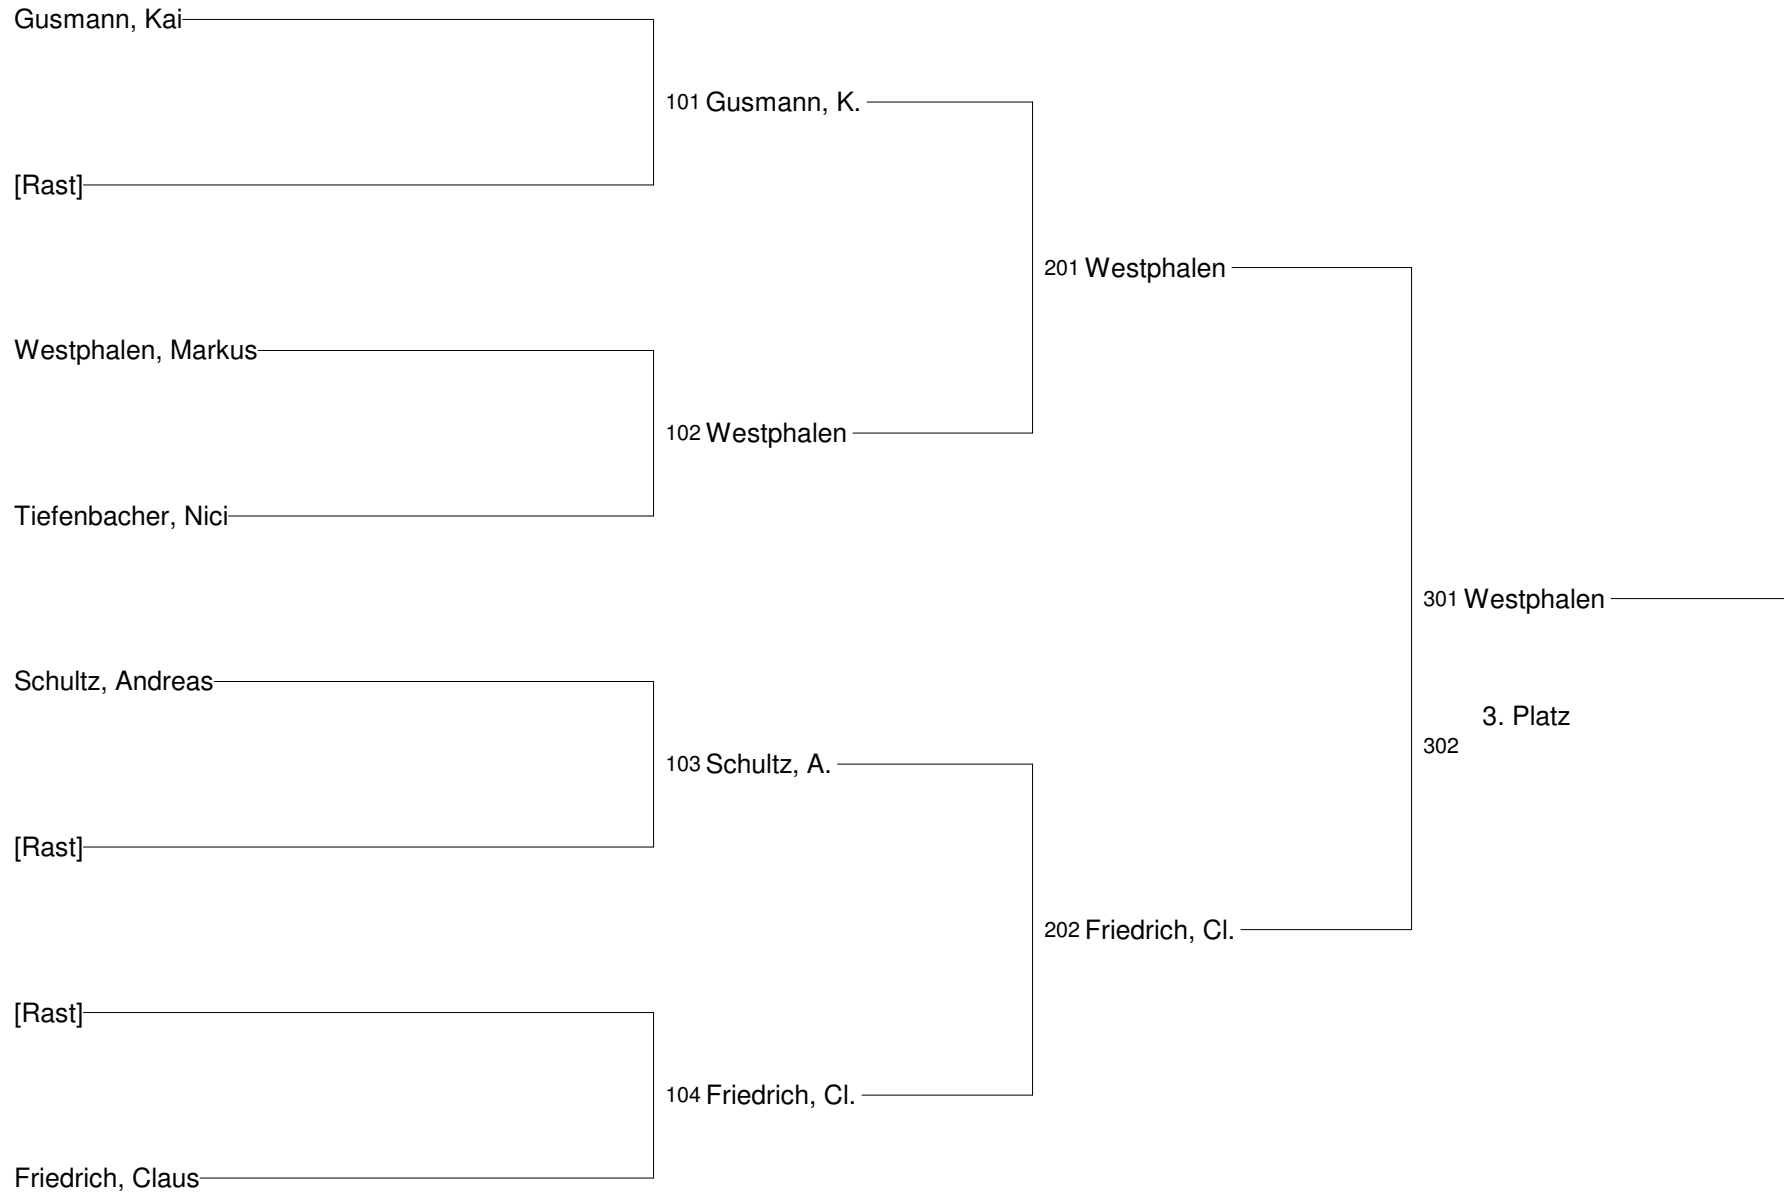 Gusmann, Kai
101 Gusmann, K.
[Rast]
201 Westphalen
Westphalen, Markus
102 Westphalen
Tiefenbacher, Nici
301 Westphalen
Schultz, Andreas
3. Platz
302
103 Schultz, A.
[Rast]
202 Friedrich, Cl.
[Rast]
104 Friedrich, Cl.
Friedrich, Claus